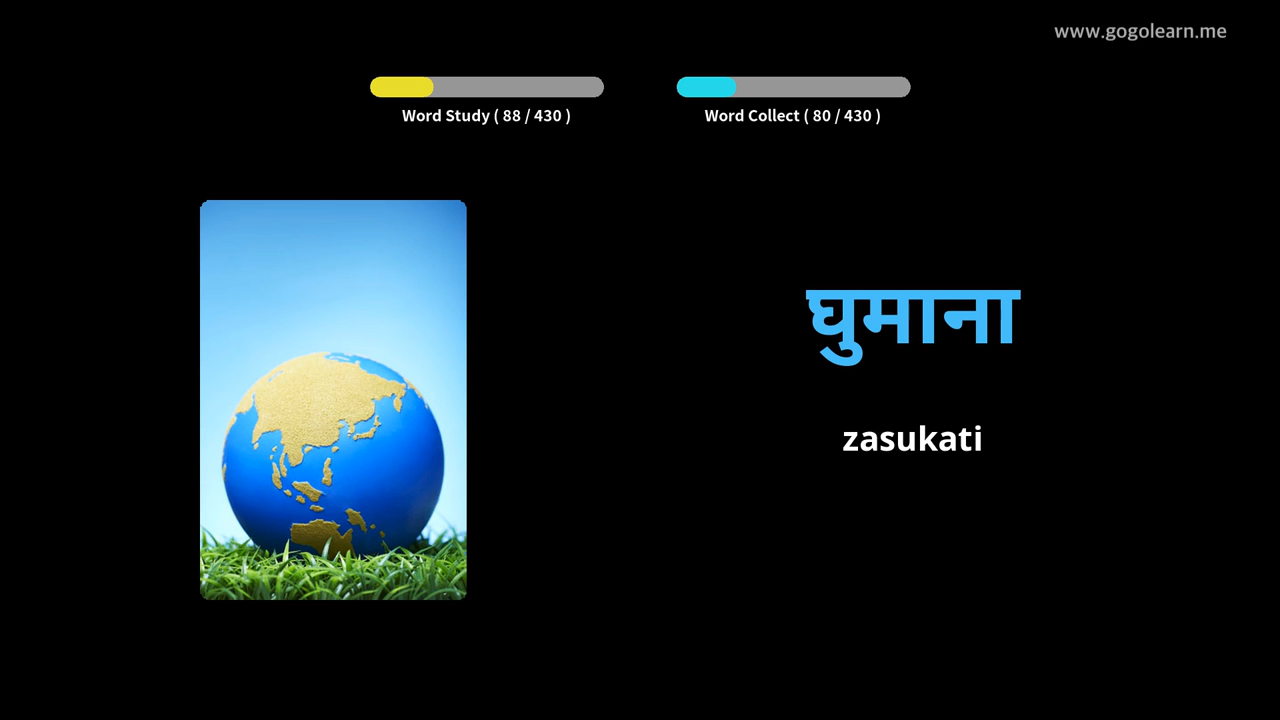 www.gogolearn.me
Word Study ( 88 / 430 )
Word Collect ( 80 / 430 )
घुमाना
zasukati